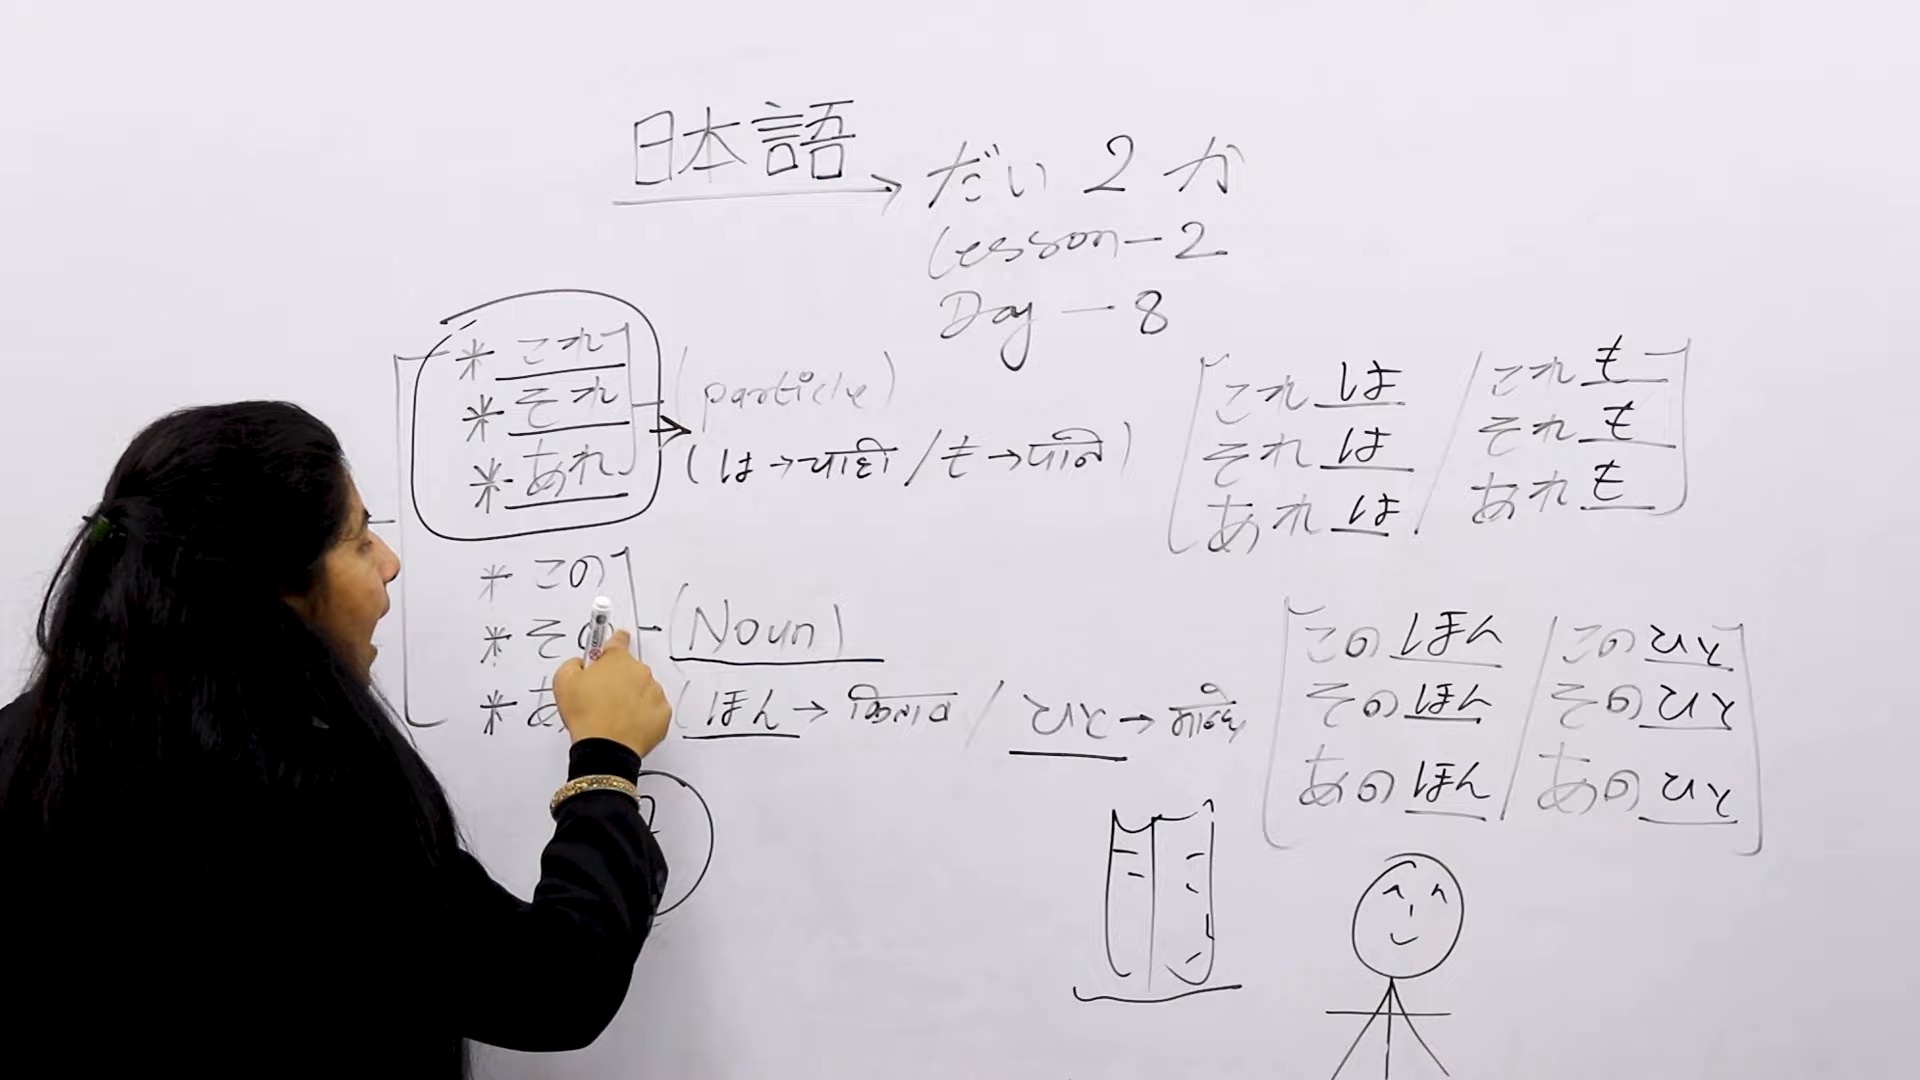 日本語 → だい 2 か
Lesson - 2
Day - 8
* これ
* それ
* あれ
(particle)
(は → यही / も → पनि)
これは / これも
それは / それも
あれは / あれも
* この
* その
* あ
(Noun)
(ほん → किताब / ひと → मान्छे
このほん / このひと
そのほん / そのひと
あのほん / あのひと